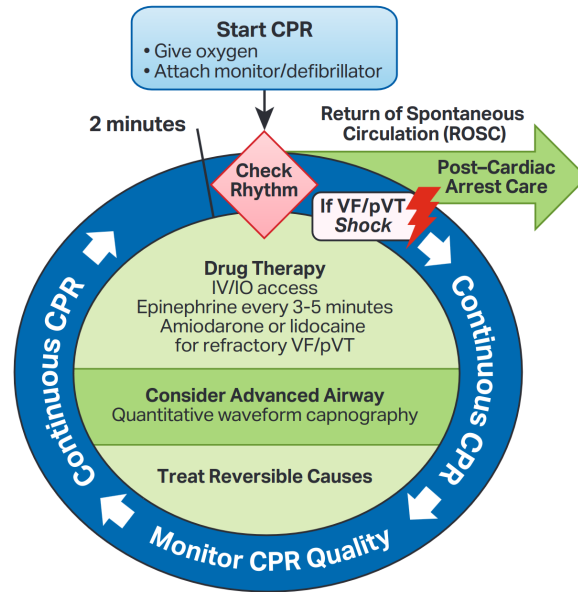 Start CPR
• Give oxygen
• Attach monitor/defibrillator
2 minutes
Return of Spontaneous
Circulation (ROSC)
Check
Rhythm
Post–Cardiac
Arrest Care
If VF/pVT
Shock
Drug Therapy
IV/IO access
Epinephrine every 3-5 minutes
Amiodarone or lidocaine
for refractory VF/pVT
Consider Advanced Airway
Quantitative waveform capnography
Treat Reversible Causes
Continuous CPR
Continuous CPR
Monitor CPR Quality